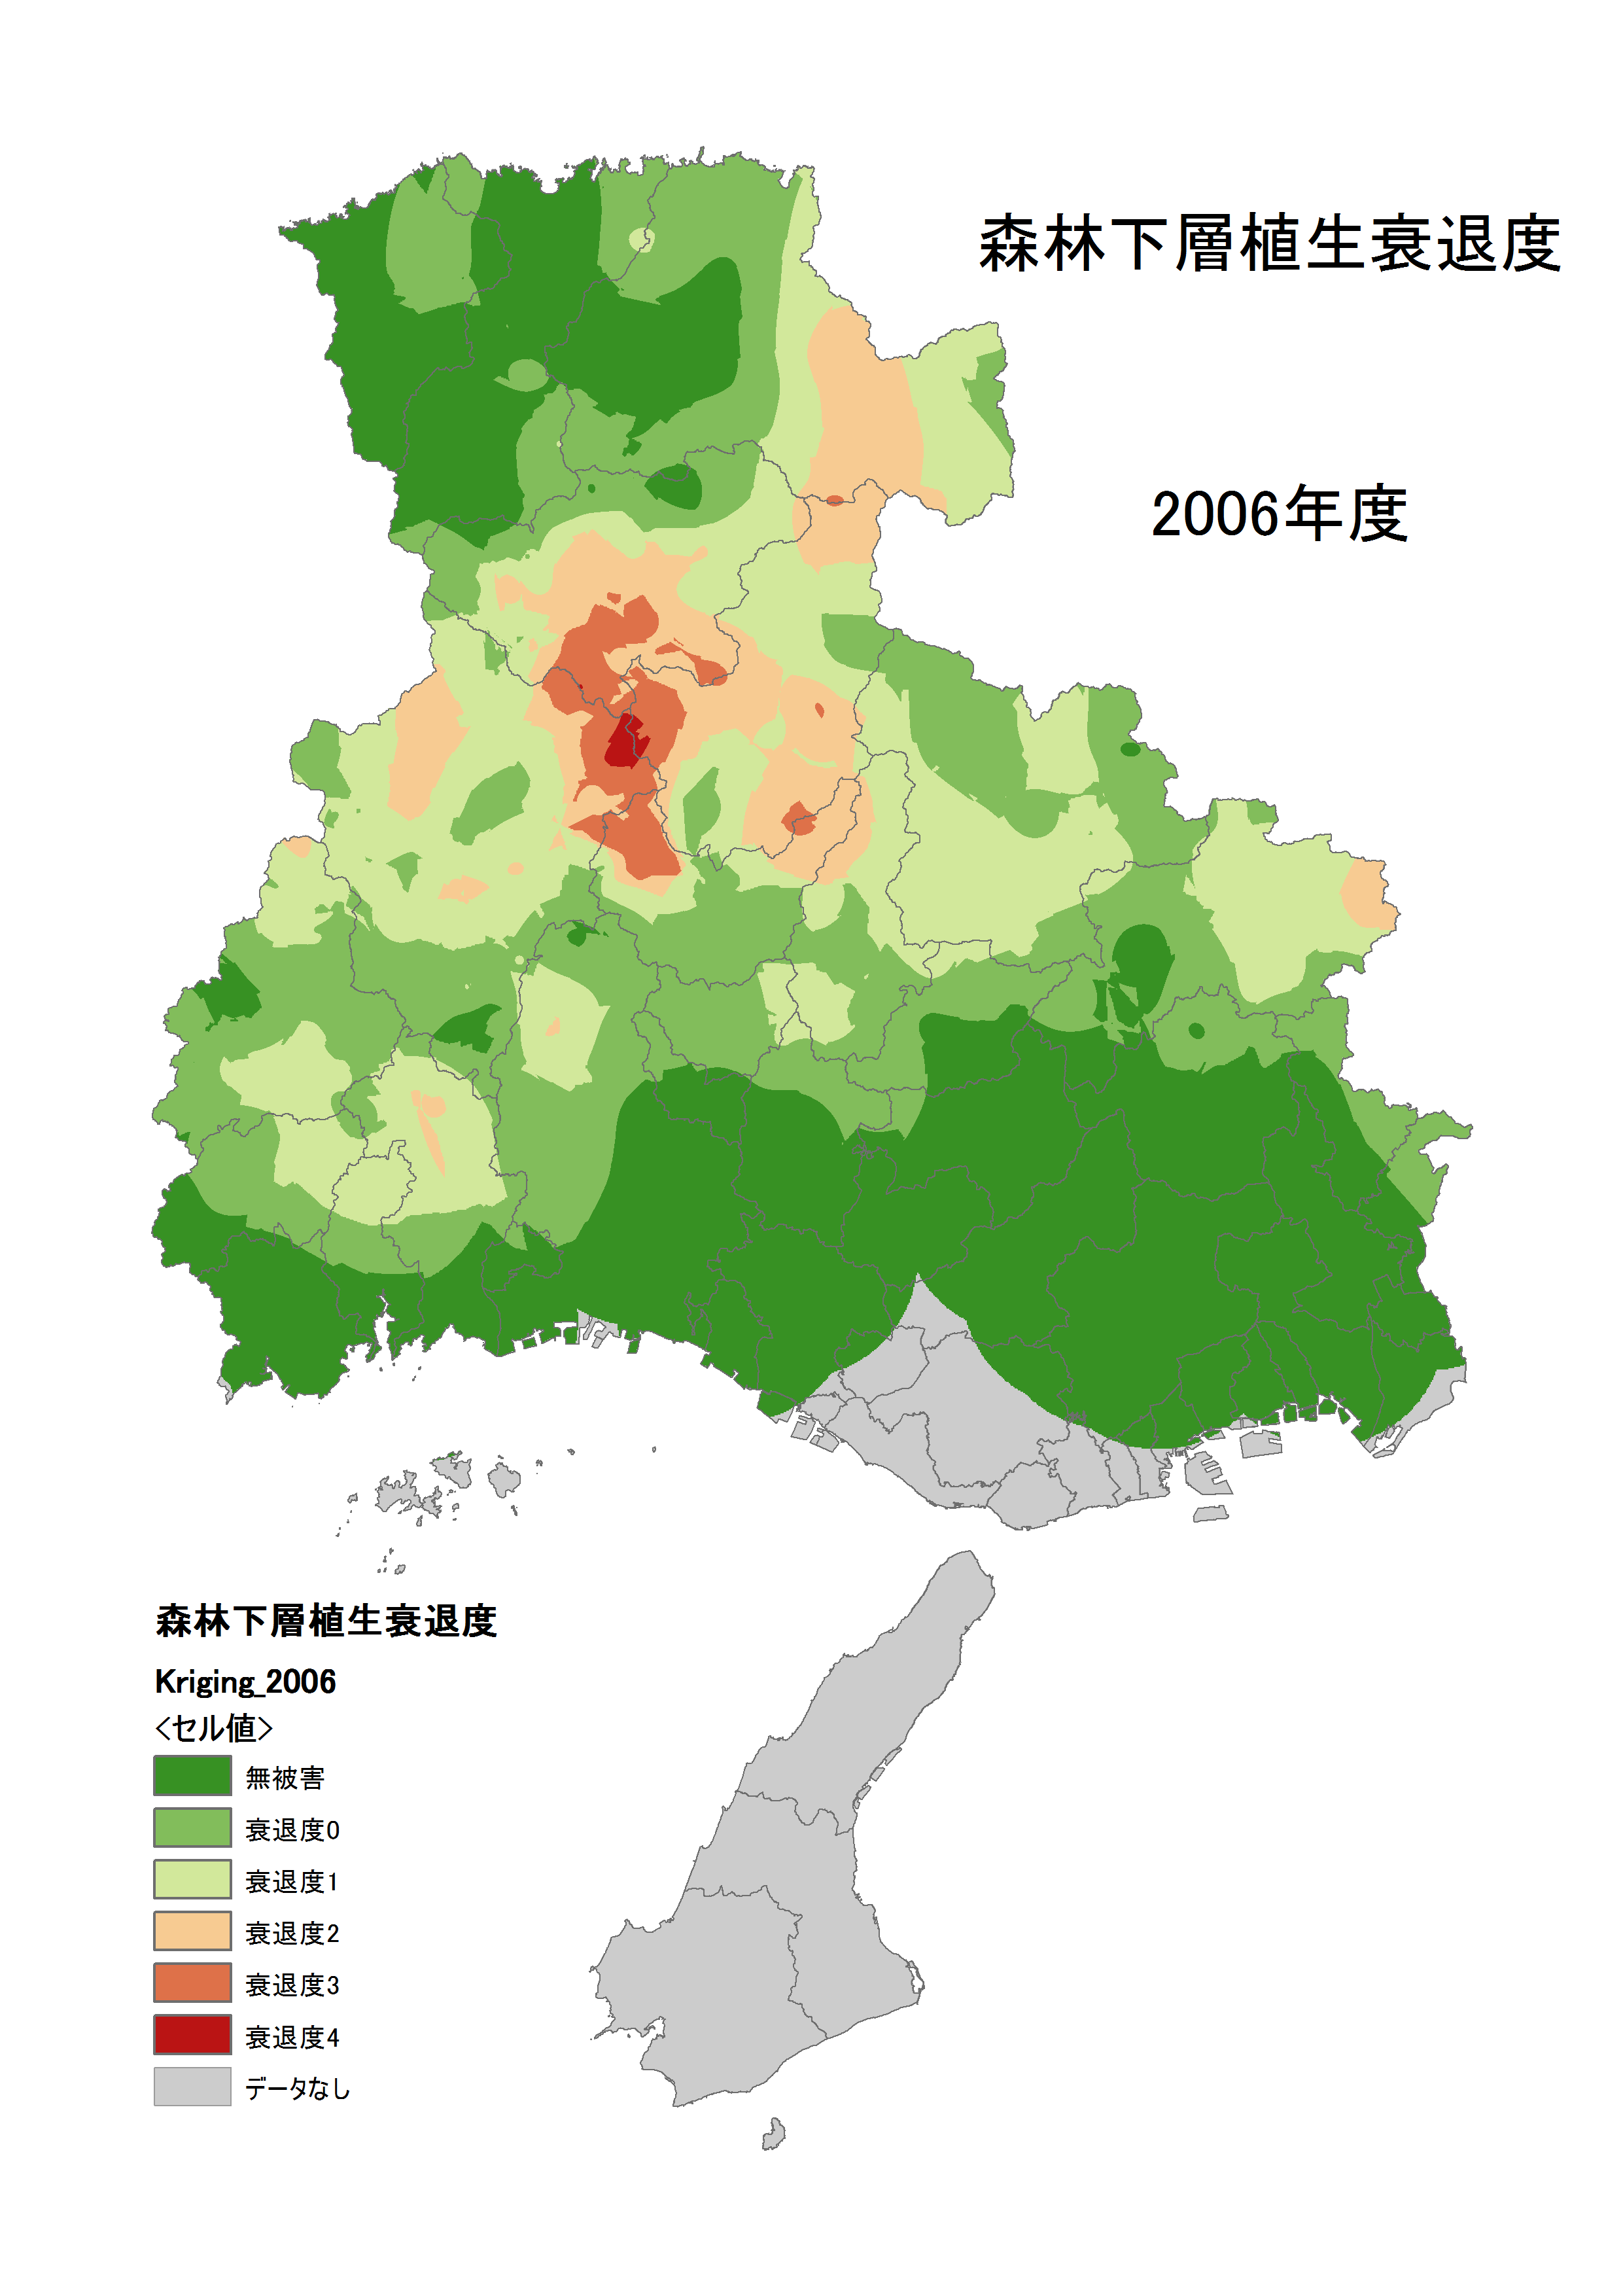 森林下層植生衰退度
2006年度
森林下層植生衰退度
Kriging_2006
<セル値>
無被害
衰退度0
衰退度1
衰退度2
衰退度3
衰退度4
データなし